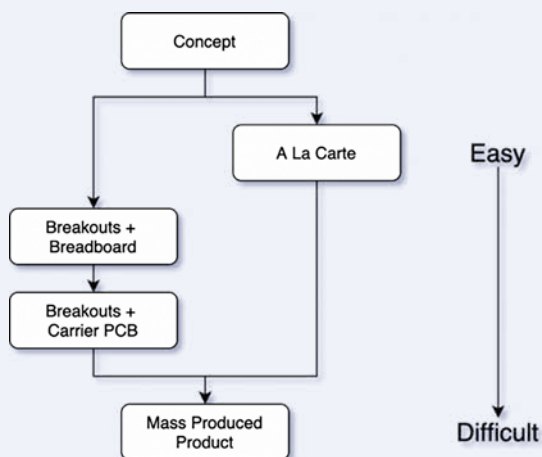 Concept
A La Carte
Easy
Breakouts +
Breadboard
Breakouts +
Carrier PCB
Mass Produced
Product
Difficult